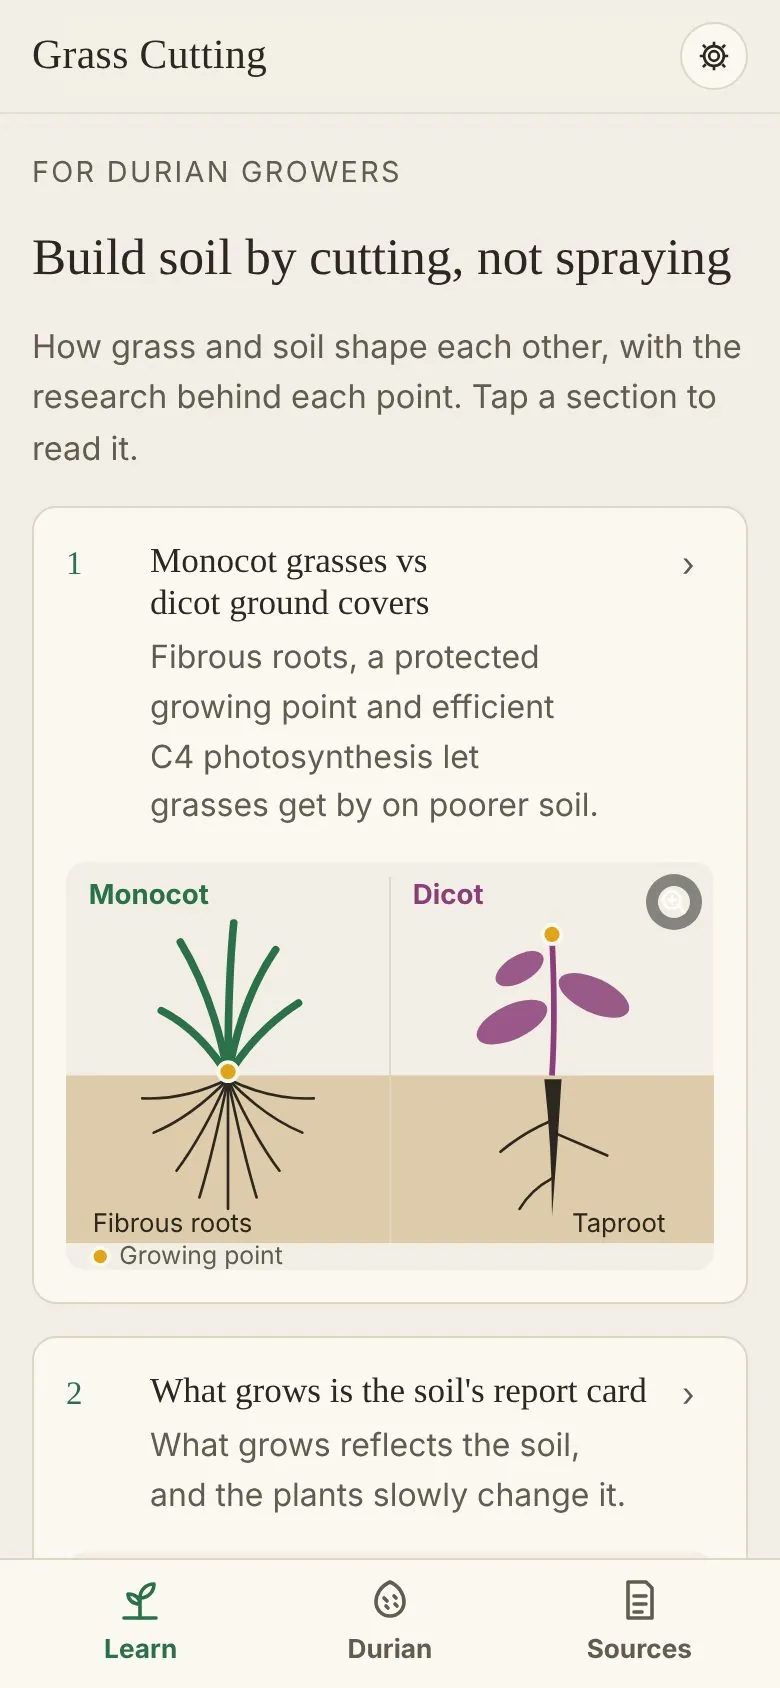 Grass Cutting
FOR DURIAN GROWERS
Build soil by cutting, not spraying
How grass and soil shape each other, with the
research behind each point. Tap a section to
read it.
1
Monocot grasses vs
dicot ground covers
›
Fibrous roots, a protected
growing point and efficient
C4 photosynthesis let
grasses get by on poorer soil.
Monocot
Dicot
Fibrous roots
Taproot
Growing point
2
What grows is the soil's report card
›
What grows reflects the soil,
and the plants slowly change it.
Learn
Durian
Sources